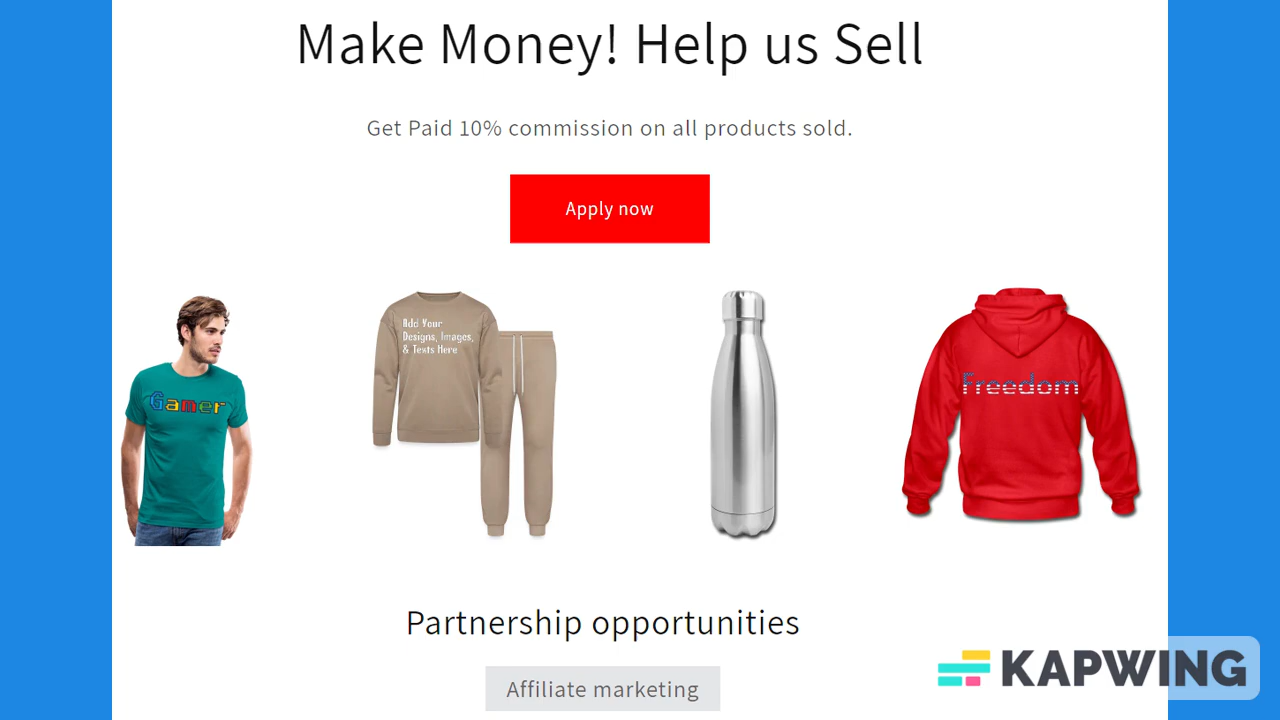 Make Money! Help us Sell
Get Paid 10% commission on all products sold.
Apply now
Gamer
Add Your
Designs, Images,
& Texts Here
Freedom
Partnership opportunities
Affiliate marketing
KAPWING